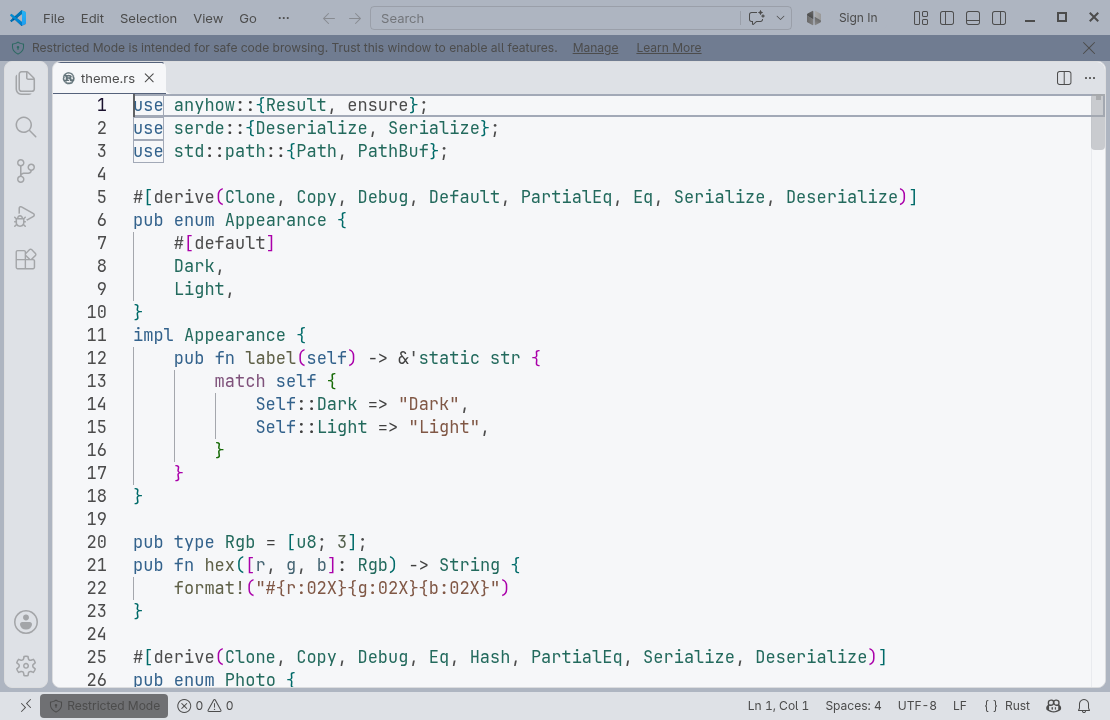 File Edit Selection View Go ··· Search Sign In
Restricted Mode is intended for safe code browsing. Trust this window to enable all features. Manage Learn More
theme.rs
1 use anyhow::{Result, ensure};
2 use serde::{Deserialize, Serialize};
3 use std::path::{Path, PathBuf};
4
5 #[derive(Clone, Copy, Debug, Default, PartialEq, Eq, Serialize, Deserialize)]
6 pub enum Appearance {
7     #[default]
8     Dark,
9     Light,
10 }
11 impl Appearance {
12     pub fn label(self) -> &'static str {
13         match self {
14             Self::Dark => "Dark",
15             Self::Light => "Light",
16         }
17     }
18 }
19
20 pub type Rgb = [u8; 3];
21 pub fn hex([r, g, b]: Rgb) -> String {
22     format!("#{r:02X}{g:02X}{b:02X}")
23 }
24
25 #[derive(Clone, Copy, Debug, Eq, Hash, PartialEq, Serialize, Deserialize)]
26 pub enum Photo {
Restricted Mode 0 0 Ln 1, Col 1 Spaces: 4 UTF-8 LF { } Rust